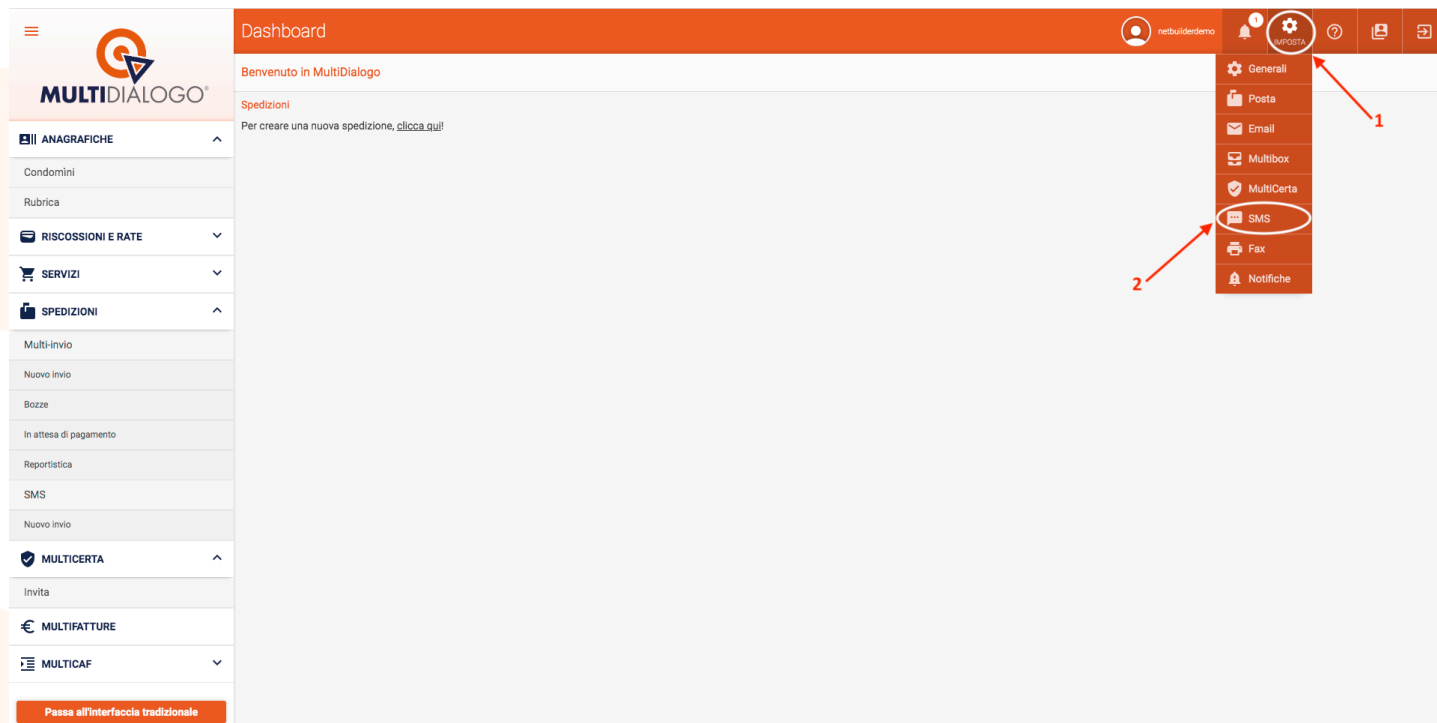 MULTIDIALOGO®
Dashboard
netbuilderdemo
1
IMPOSTA
Benvenuto in MultiDialogo
Spedizioni
Per creare una nuova spedizione, clicca qui!
Generali
Posta
Email
Multibox
MultiCerta
SMS
Fax
Notifiche
1
2
ANAGRAFICHE
Condomìni
Rubrica
RISCOSSIONI E RATE
SERVIZI
SPEDIZIONI
Multi-invio
Nuovo invio
Bozze
In attesa di pagamento
Reportistica
SMS
Nuovo invio
MULTICERTA
Invita
MULTIFATTURE
MULTICAF
Passa all'interfaccia tradizionale